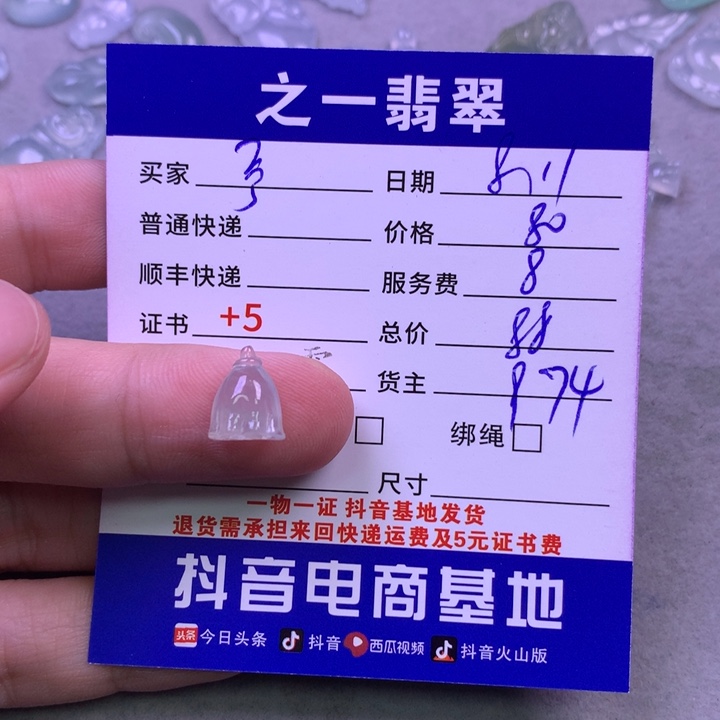 之一翡翠
买家 日期 8.11
普通快递 价格 80
顺丰快递 服务费 8
证书 +5 总价 88
货主 P74
绑绳
尺寸
一物一证 抖音基地发货
退货需承担来回快递运费及5元证书费
抖音电商基地
头条 今日头条 抖音 西瓜视频 抖音火山版